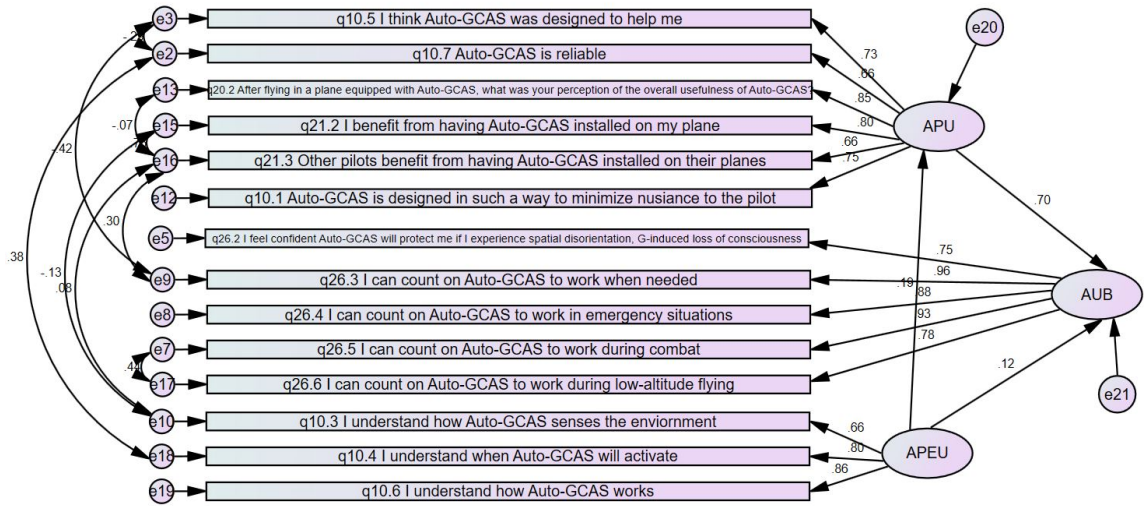 e3 q10.5 I think Auto-GCAS was designed to help me
e20
e2 q10.7 Auto-GCAS is reliable
.73
.66
e13 q20.2 After flying in a plane equipped with Auto-GCAS, what was your perception of the overall usefulness of Auto-GCAS?
.85
-.07
e15 q21.2 I benefit from having Auto-GCAS installed on my plane
.80
APU
.66
-.42
e16 q21.3 Other pilots benefit from having Auto-GCAS installed on their planes
.75
e12 q10.1 Auto-GCAS is designed in such a way to minimize nusiance to the pilot
.70
.30
e5 q26.2 I feel confident Auto-GCAS will protect me if I experience spatial disorientation, G-induced loss of consciousness
.75
.38
-.13
e9 q26.3 I can count on Auto-GCAS to work when needed
.96
.19
.08
.88
AUB
e8 q26.4 I can count on Auto-GCAS to work in emergency situations
.93
e7 q26.5 I can count on Auto-GCAS to work during combat
.78
.44
.12
e17 q26.6 I can count on Auto-GCAS to work during low-altitude flying
e21
e10 q10.3 I understand how Auto-GCAS senses the enviornment
.66
e18 q10.4 I understand when Auto-GCAS will activate
.80
APEU
.86
e19 q10.6 I understand how Auto-GCAS works